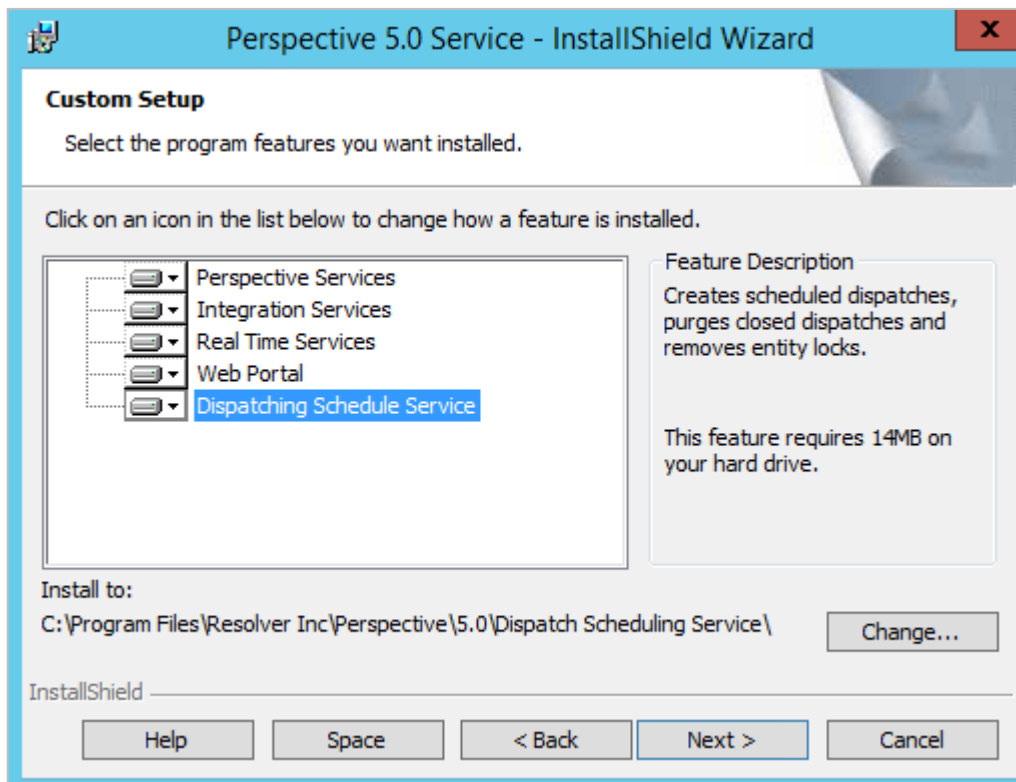 Perspective 5.0 Service - InstallShield Wizard
x
Custom Setup
Select the program features you want installed.
Click on an icon in the list below to change how a feature is installed.
Perspective Services
Integration Services
Real Time Services
Web Portal
Dispatching Schedule Service
Feature Description
Creates scheduled dispatches,
purges closed dispatches and
removes entity locks.
This feature requires 14MB on
your hard drive.
Install to:
C:\Program Files\Resolver Inc\Perspective\5.0\Dispatch Scheduling Service\
Change...
InstallShield
Help
Space
< Back
Next >
Cancel